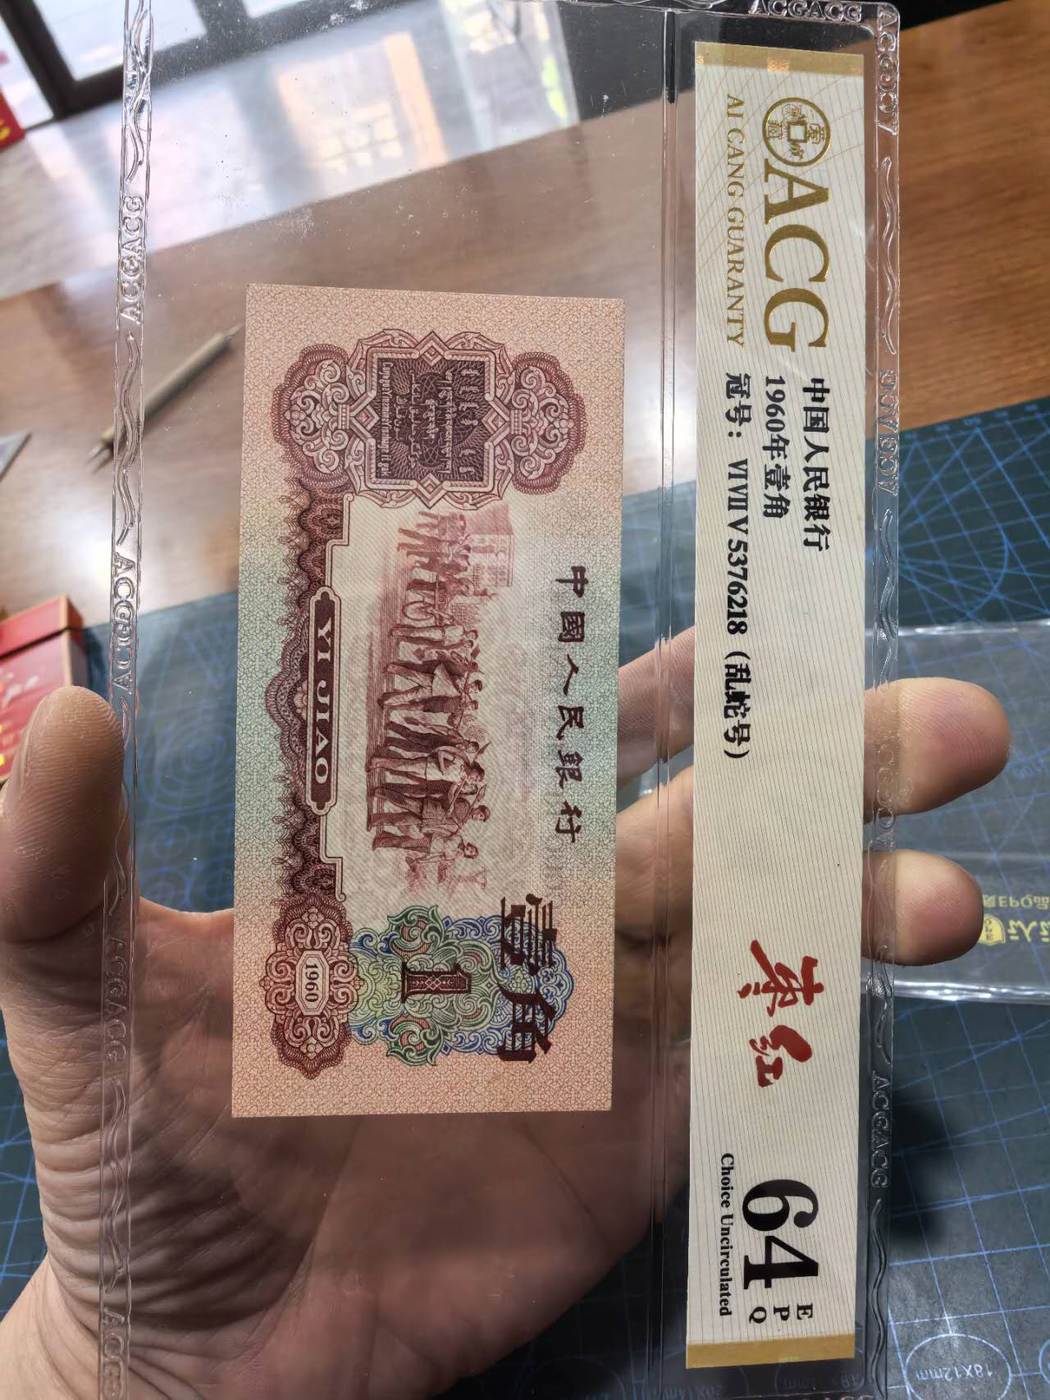 ACG
AI CANG GUARANTY
中国人民银行
1960年壹角
冠号： VI VII V 5376218（乱蛇号）
枣红
64
E
P
Q
Choice Uncirculated
中國人民銀行
壹角
1
YI JIAO
1960
ACGACG
18X12mm